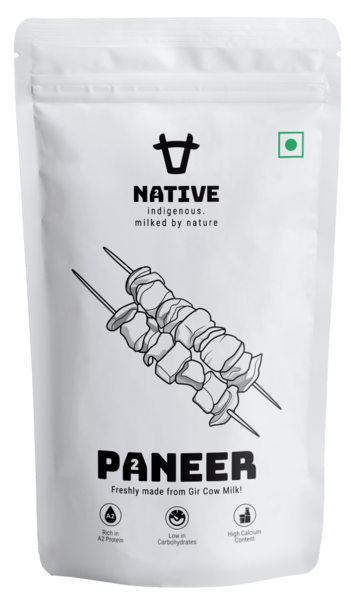 NATIVE
indigenous.
milked by nature
PANEER
Freshly made from Gir Cow Milk!
A2
Rich in
A2 Protein
Low in
Carbohydrates
High Calcium
Content